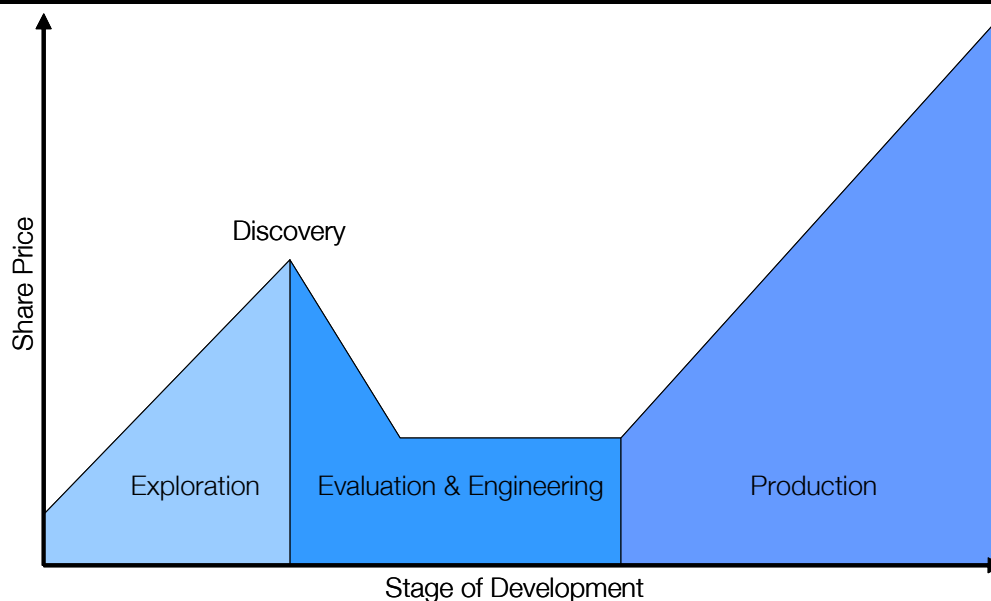 Discovery
Share Price
Exploration
Evaluation & Engineering
Production
Stage of Development